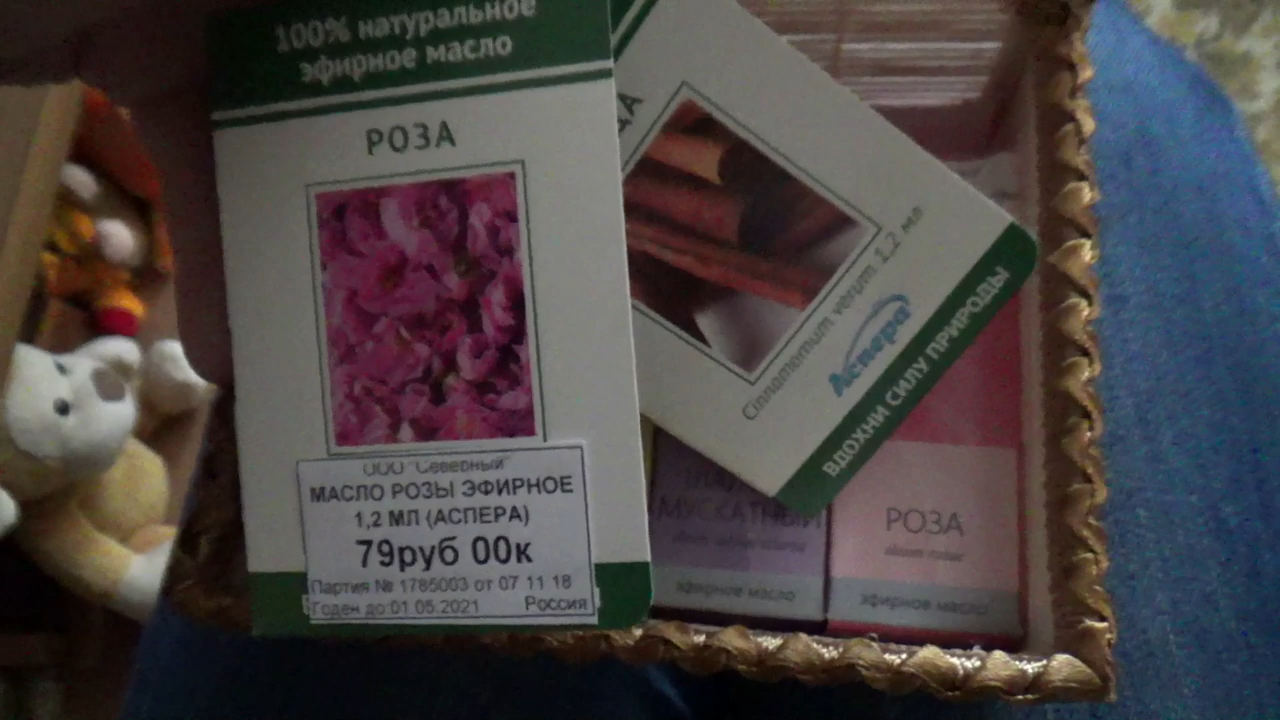 100% натуральное
эфирное масло
РОЗА
ООО "Северный"
МАСЛО РОЗЫ ЭФИРНОЕ
1,2 МЛ (АСПЕРА)
79руб 00к
Партия № 1785003 от 07 11 18
Годен до:01.05.2021 Россия
ДА
Cinnamomum verum 1,2 мл
Аспера
ВДОХНИ СИЛУ ПРИРОДЫ
МУСКАТНЫЙ
эфирное масло
РОЗА
эфирное масло